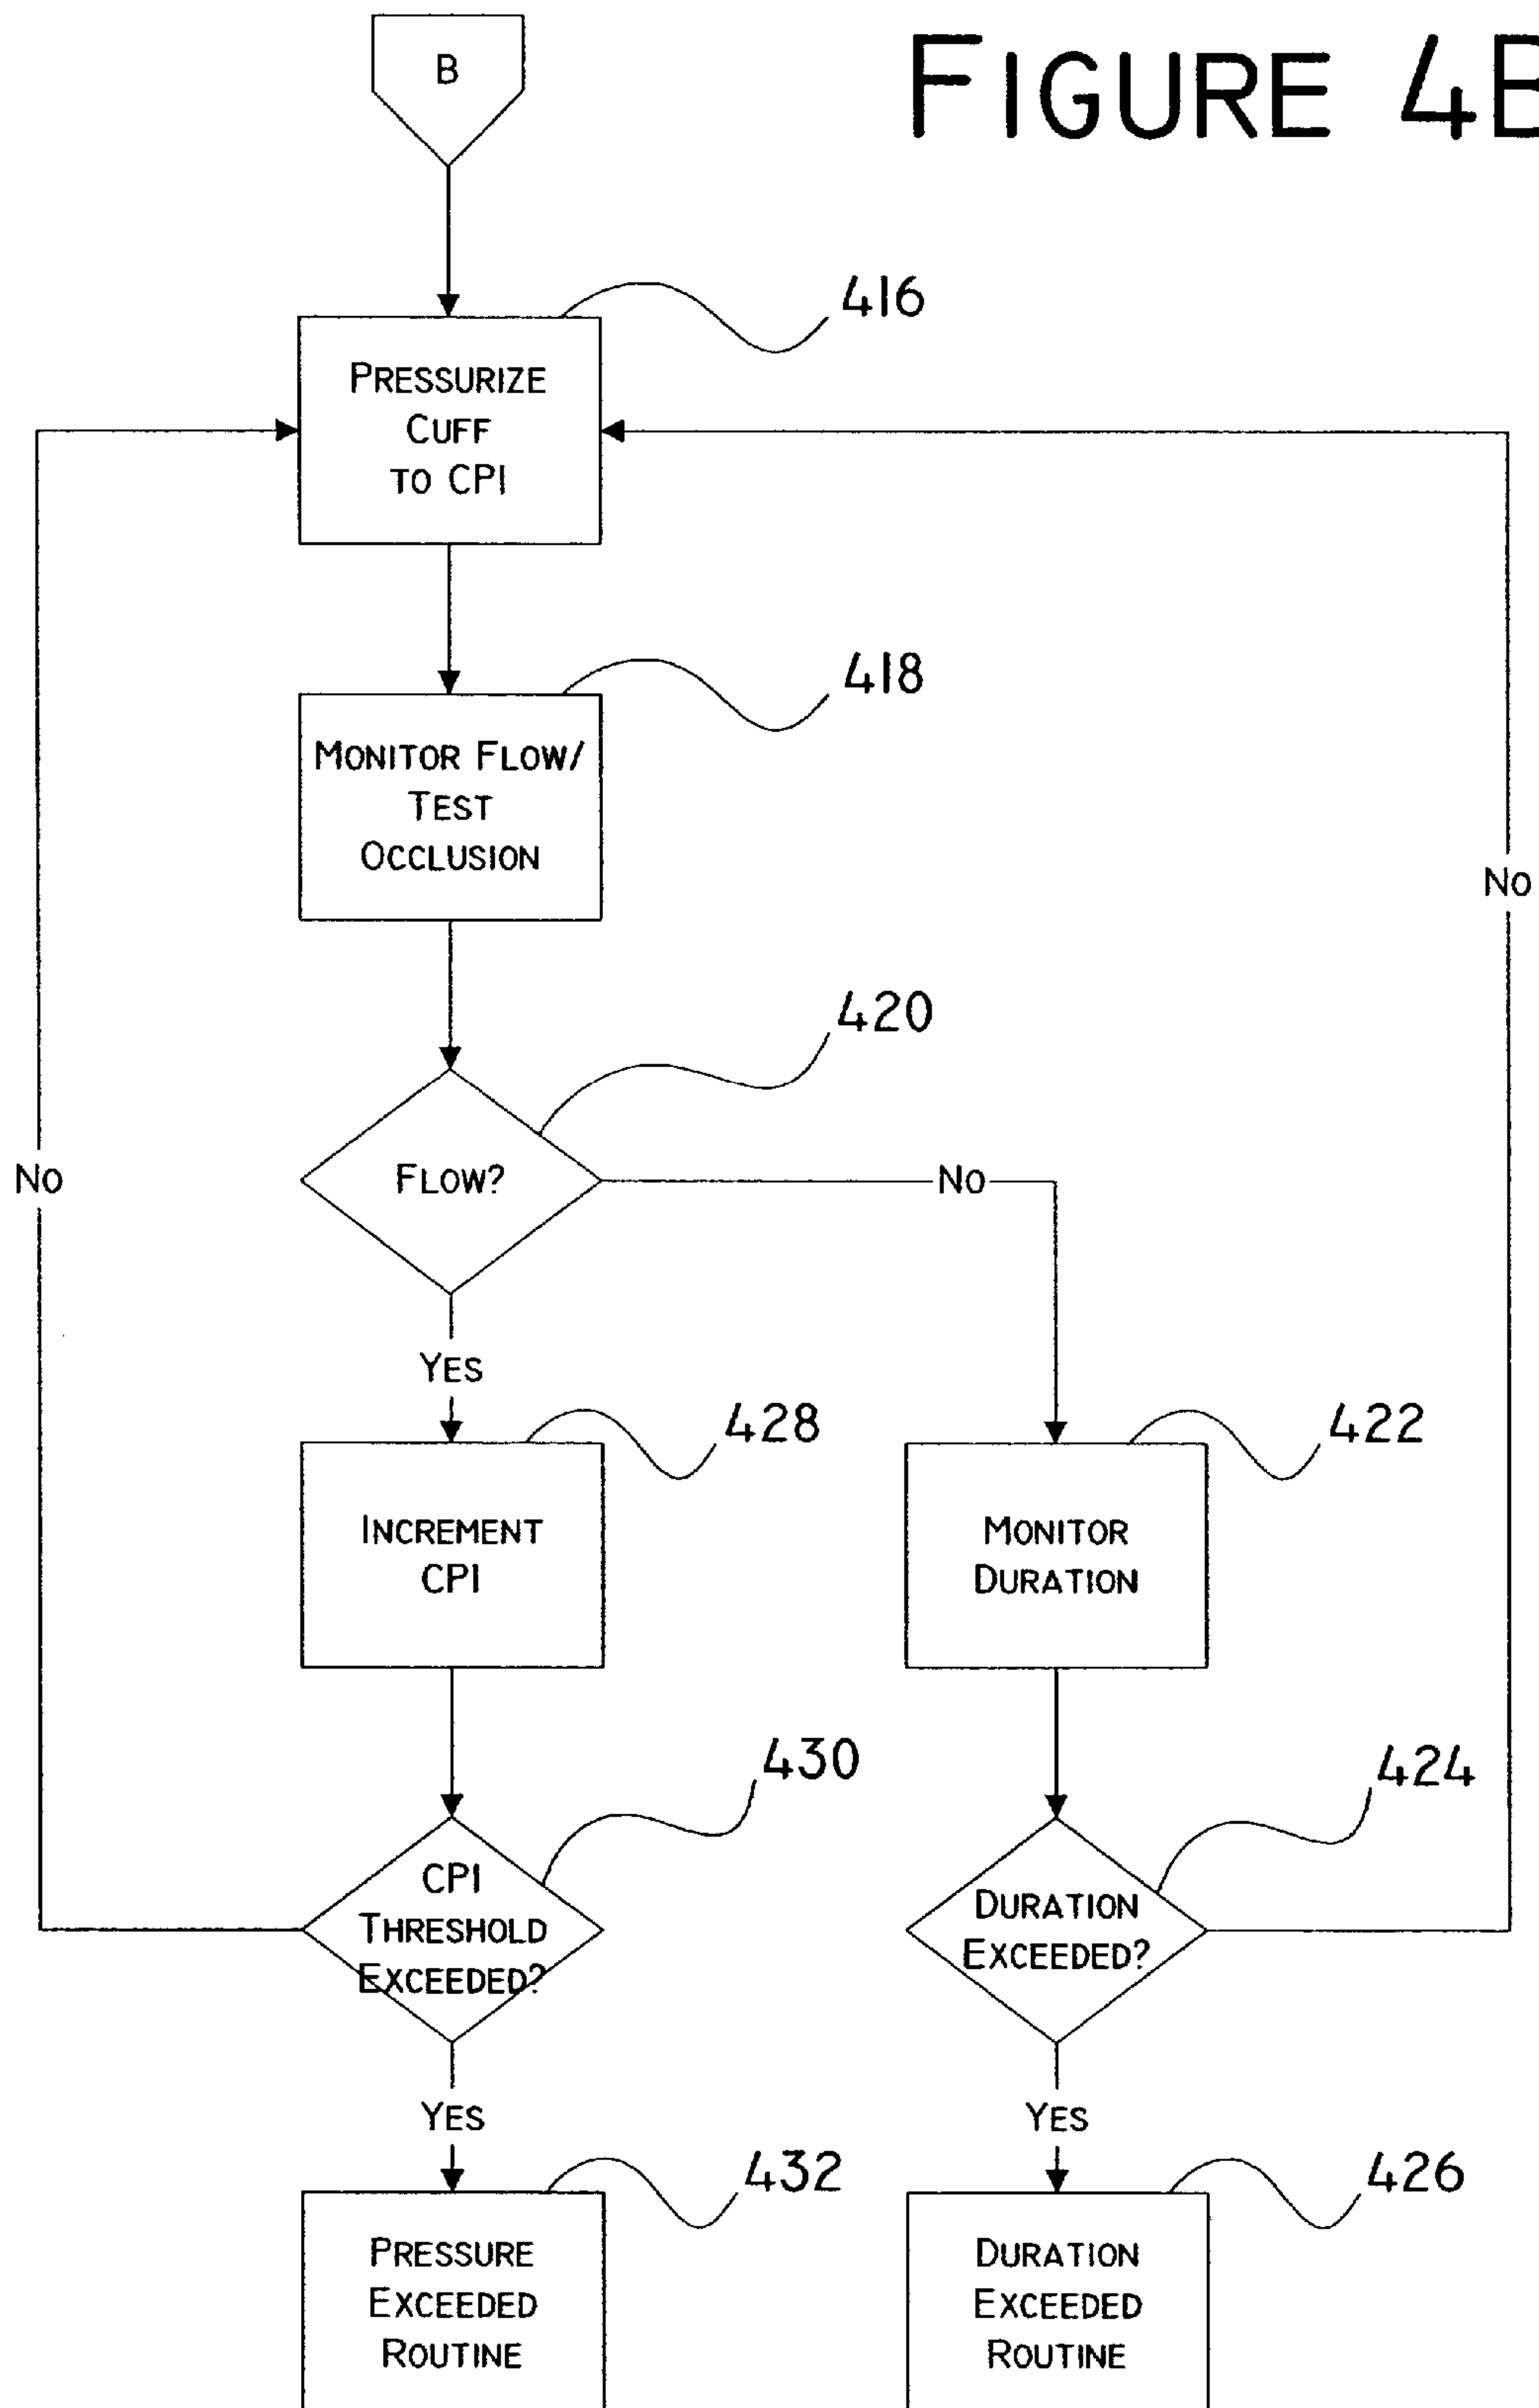 B
FIGURE 4B
416
PRESSURIZE
CUFF
TO CPI
418
MONITOR FLOW/
TEST
OCCLUSION
No
420
FLOW?
No
No
YES
428
422
INCREMENT
CPI
MONITOR
DURATION
430
424
CPI
THRESHOLD
EXCEEDED?
DURATION
EXCEEDED?
YES
YES
432
426
PRESSURE
EXCEEDED
ROUTINE
DURATION
EXCEEDED
ROUTINE